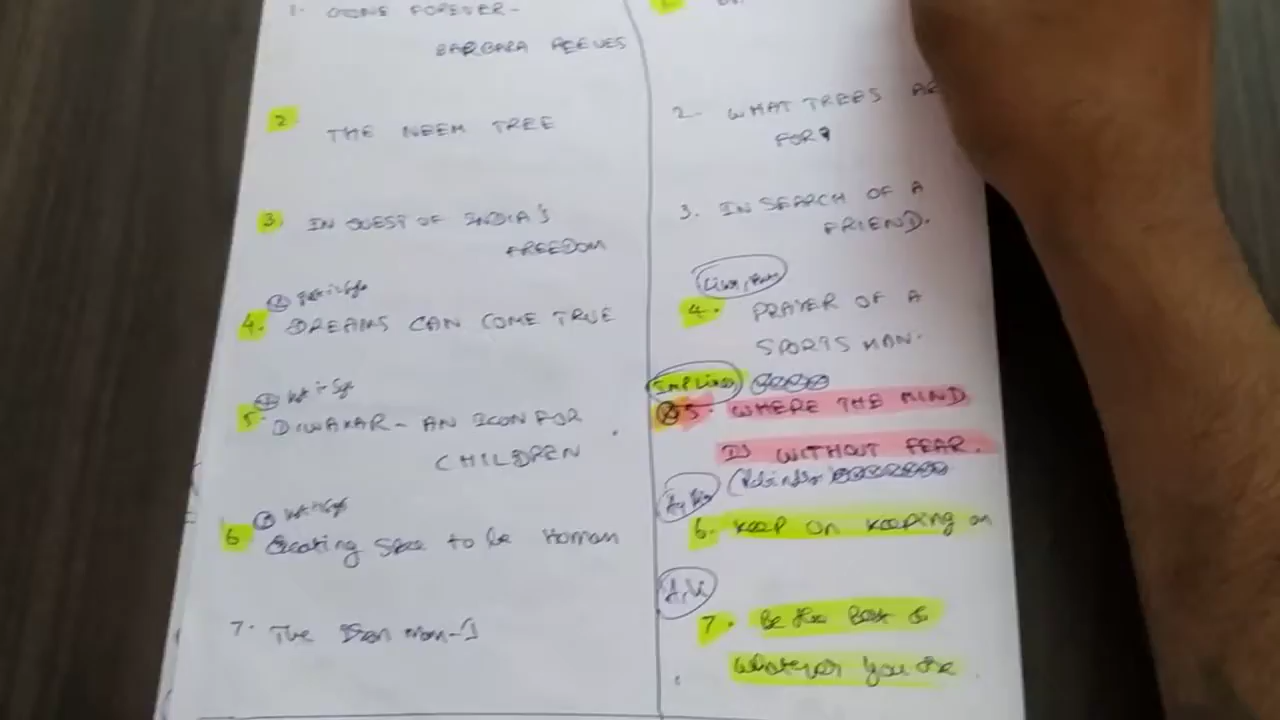 1. GONE FOREVER -
BARBARA REEVES
2. THE NEEM TREE
3. IN QUEST OF INDIA'S
FREEDOM
4. DREAMS CAN COME TRUE
5. DIWAKAR - AN ICON FOR
CHILDREN
6 Creating Space to be Human
7. The Iron Man-1
1.
2. WHAT TREES
FOR?
3. IN SEARCH OF A
FRIEND.
4. PRAYER OF A
SPORTS MAN.
IMP Lines
5. WHERE THE MIND
IS WITHOUT FEAR.
6. Keep on keeping on
7. Be the Best of
whatever you are